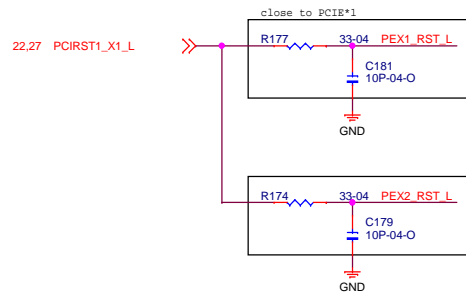 close to PCIE*1
22,27 PCIRST1_X1_L
R177 33-04 PEX1_RST_L
C181
10P-04-O
GND
R174 33-04 PEX2_RST_L
C179
10P-04-O
GND